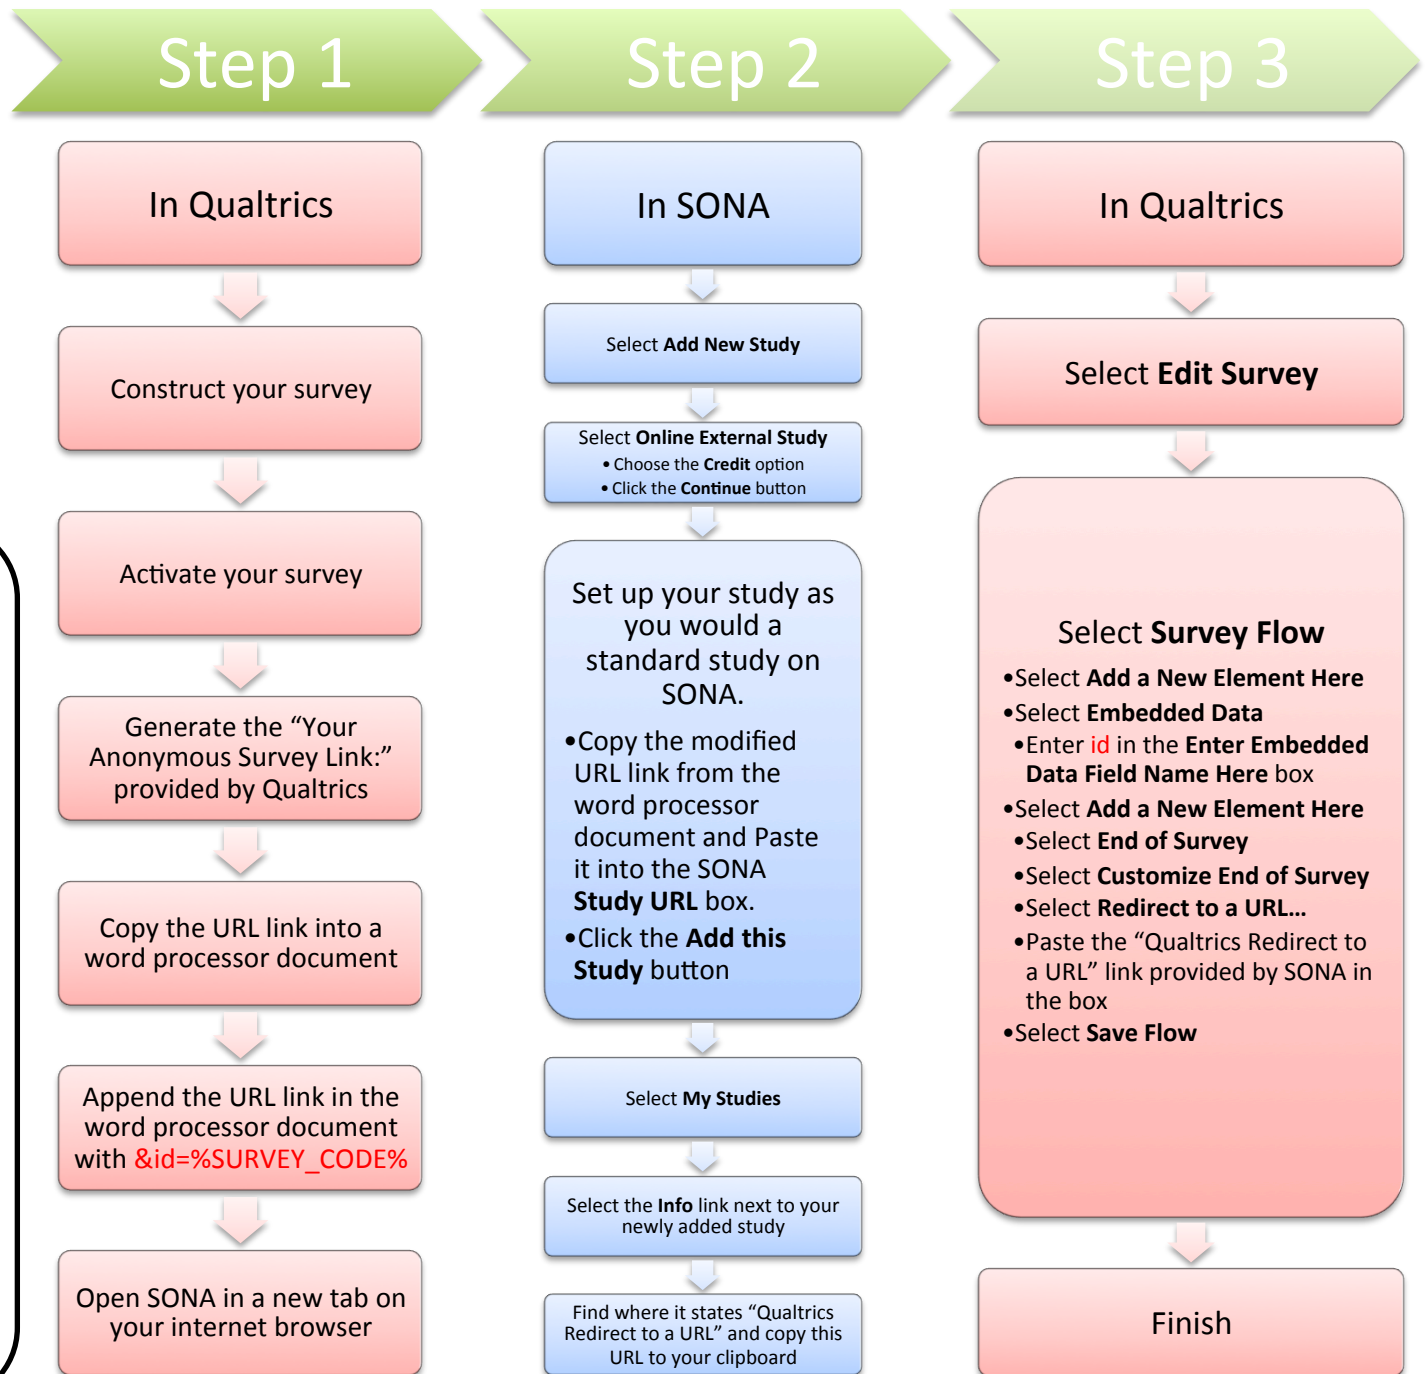 Step 1
In Qualtrics
Construct your survey
Activate your survey
Generate the “Your
Anonymous Survey Link:”
provided by Qualtrics
Copy the URL link into a
word processor document
Append the URL link in the
word processor document
with &id=%SURVEY_CODE%
Open SONA in a new tab on
your internet browser
Step 2
In SONA
Select Add New Study
Select Online External Study
• Choose the Credit option
• Click the Continue button
Set up your study as
you would a
standard study on
SONA.
•Copy the modified
URL link from the
word processor
document and Paste
it into the SONA
Study URL box.
•Click the Add this
Study button
Select My Studies
Select the Info link next to your
newly added study
Find where it states “Qualtrics
Redirect to a URL” and copy this
URL to your clipboard
Step 3
In Qualtrics
Select Edit Survey
Select Survey Flow
•Select Add a New Element Here
•Select Embedded Data
•Enter id in the Enter Embedded
Data Field Name Here box
•Select Add a New Element Here
•Select End of Survey
•Select Customize End of Survey
•Select Redirect to a URL…
•Paste the “Qualtrics Redirect to
a URL” link provided by SONA in
the box
•Select Save Flow
Finish